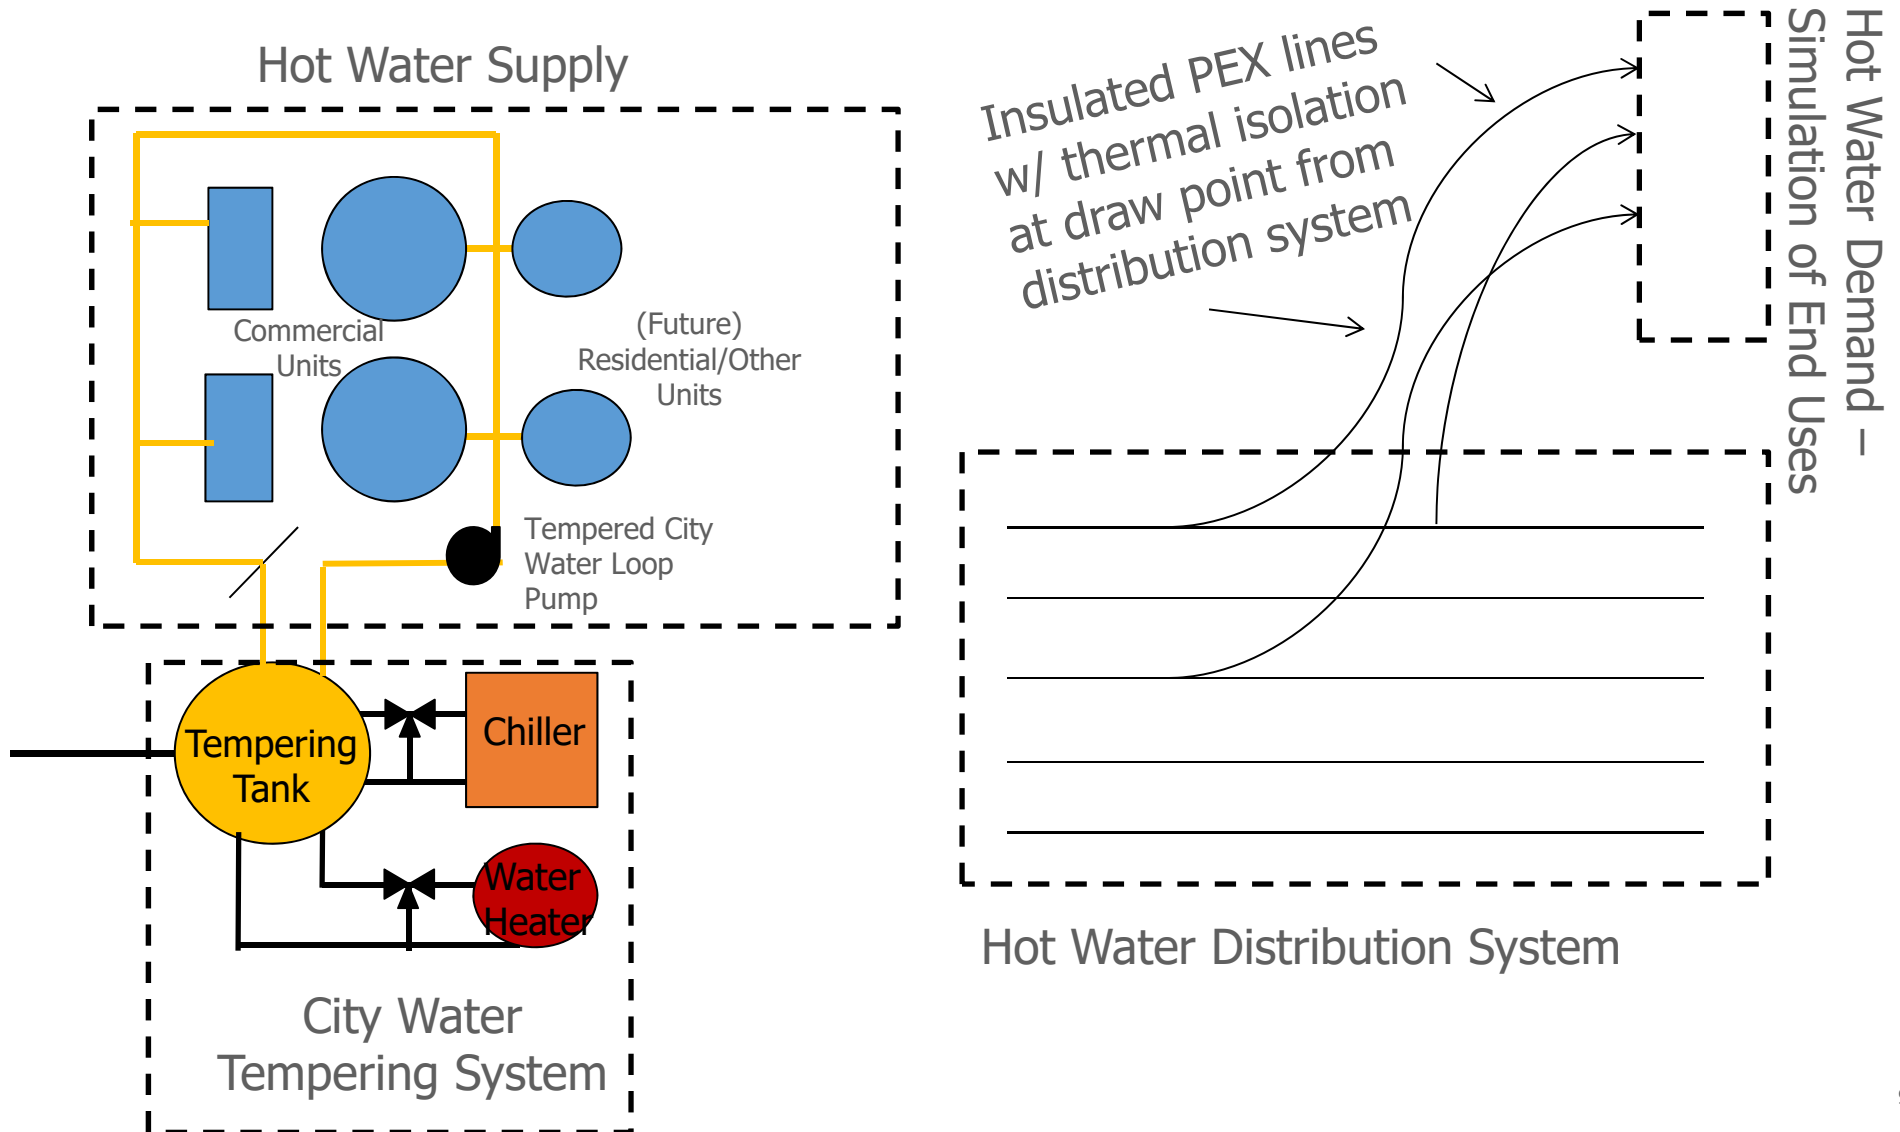 Hot Water Supply
Commercial
Units
(Future)
Residential/Other
Units
Tempered City
Water Loop
Pump
Tempering
Tank
Chiller
Water
Heater
City Water
Tempering System
Insulated PEX lines
w/ thermal isolation
at draw point from
distribution system
Hot Water Demand –
Simulation of End Uses
Hot Water Distribution System